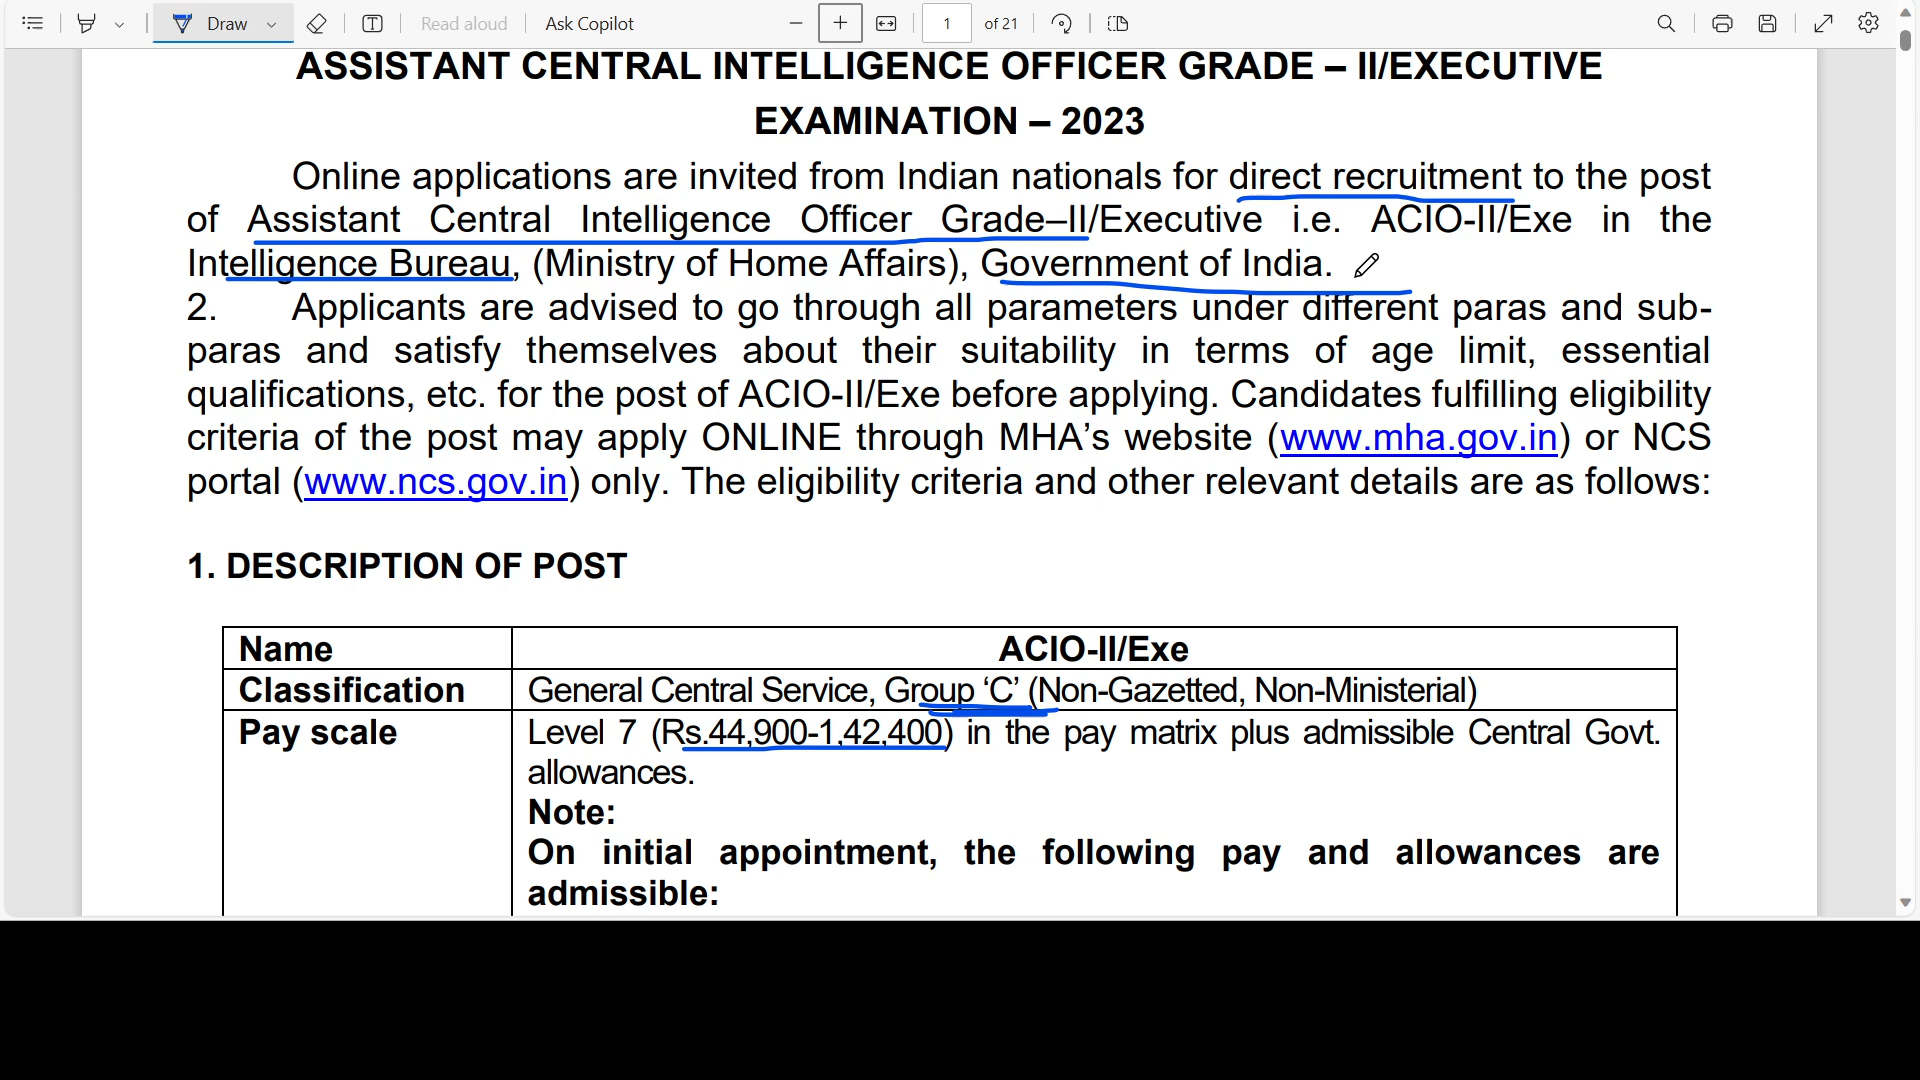 Draw
Read aloud
Ask Copilot
1
of 21
ASSISTANT CENTRAL INTELLIGENCE OFFICER GRADE – II/EXECUTIVE
EXAMINATION – 2023
Online applications are invited from Indian nationals for direct recruitment to the post
of Assistant Central Intelligence Officer Grade–II/Executive i.e. ACIO-II/Exe in the
Intelligence Bureau, (Ministry of Home Affairs), Government of India.
2. Applicants are advised to go through all parameters under different paras and sub-
paras and satisfy themselves about their suitability in terms of age limit, essential
qualifications, etc. for the post of ACIO-II/Exe before applying. Candidates fulfilling eligibility
criteria of the post may apply ONLINE through MHA’s website (www.mha.gov.in) or NCS
portal (www.ncs.gov.in) only. The eligibility criteria and other relevant details are as follows:
1. DESCRIPTION OF POST
Name ACIO-II/Exe
Classification General Central Service, Group ‘C’ (Non-Gazetted, Non-Ministerial)
Pay scale Level 7 (Rs.44,900-1,42,400) in the pay matrix plus admissible Central Govt.
allowances.
Note:
On initial appointment, the following pay and allowances are
admissible: